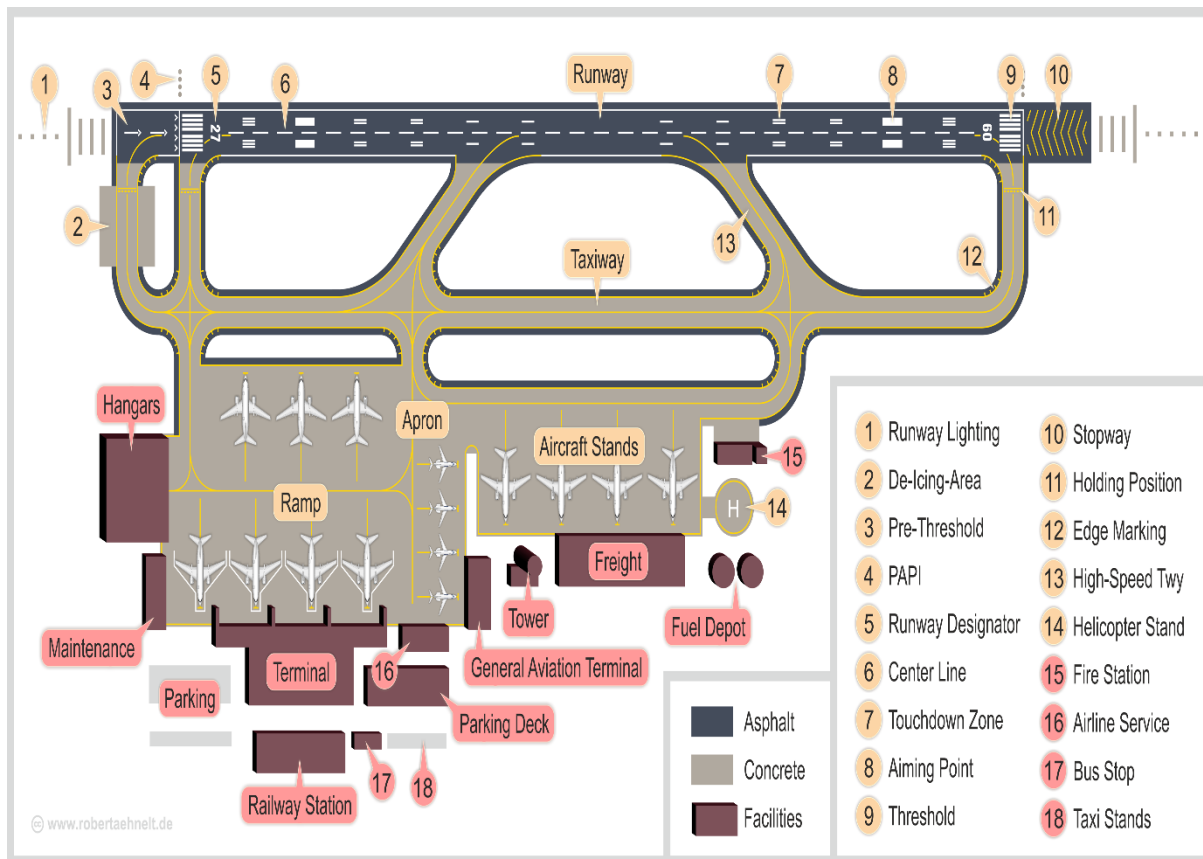 1
3
4
5
6
Runway
7
8
9
10
27
60
2
11
13
12
Taxiway
Hangars
Apron
Aircraft Stands
15
Ramp
H
14
Freight
Tower
Fuel Depot
Maintenance
16
General Aviation Terminal
Terminal
Parking
Parking Deck
17
18
Railway Station
© www.robertaehnelt.de
Asphalt
Concrete
Facilities
1 Runway Lighting
2 De-Icing-Area
3 Pre-Threshold
4 PAPI
5 Runway Designator
6 Center Line
7 Touchdown Zone
8 Aiming Point
9 Threshold
10 Stopway
11 Holding Position
12 Edge Marking
13 High-Speed Twy
14 Helicopter Stand
15 Fire Station
16 Airline Service
17 Bus Stop
18 Taxi Stands